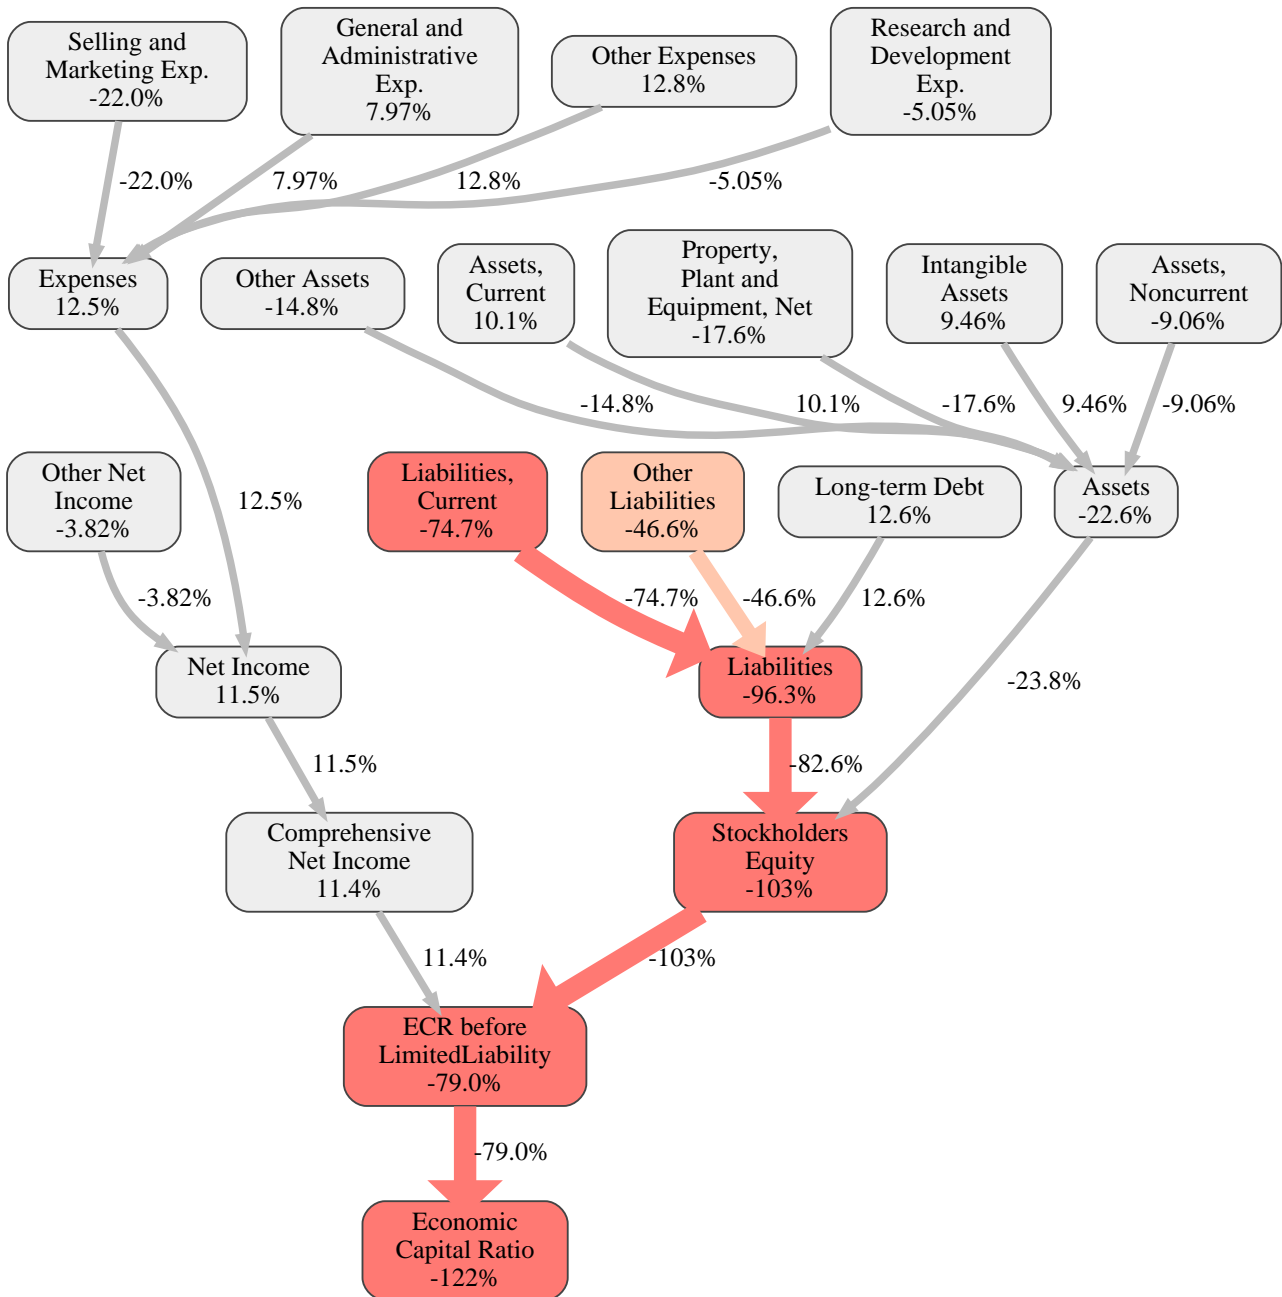 Selling and
Marketing Exp.
-22.0%
General and
Administrative
Exp.
7.97%
Other Expenses
12.8%
Research and
Development
Exp.
-5.05%
-22.0%
7.97%
12.8%
-5.05%
Expenses
12.5%
Other Assets
-14.8%
Assets,
Current
10.1%
Property,
Plant and
Equipment, Net
-17.6%
Intangible
Assets
9.46%
Assets,
Noncurrent
-9.06%
-14.8%
10.1%
-17.6%
9.46%
-9.06%
Other Net
Income
-3.82%
12.5%
Liabilities,
Current
-74.7%
Other
Liabilities
-46.6%
Long-term Debt
12.6%
Assets
-22.6%
-3.82%
-74.7%
-46.6%
12.6%
Net Income
11.5%
Liabilities
-96.3%
-23.8%
11.5%
-82.6%
Comprehensive
Net Income
11.4%
Stockholders
Equity
-103%
11.4%
-103%
ECR before
LimitedLiability
-79.0%
-79.0%
Economic
Capital Ratio
-122%